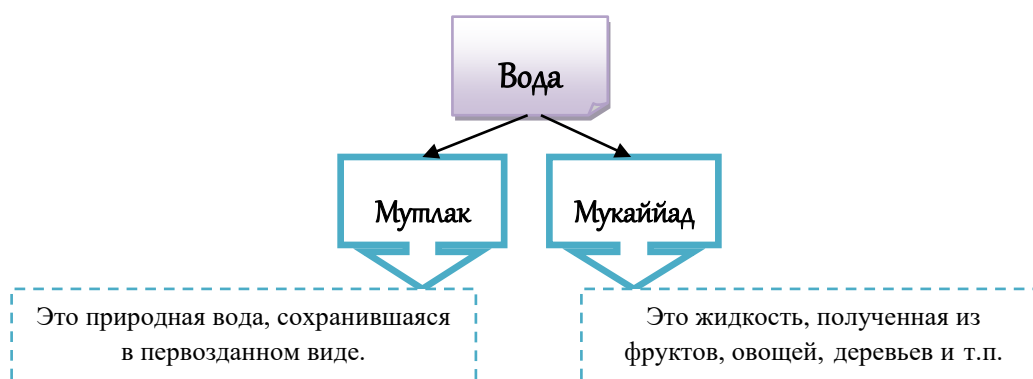 Вода
Мутлак
Мукаййад
Это природная вода, сохранившаяся
в первозданном виде.
Это жидкость, полученная из
фруктов, овощей, деревьев и т.п.